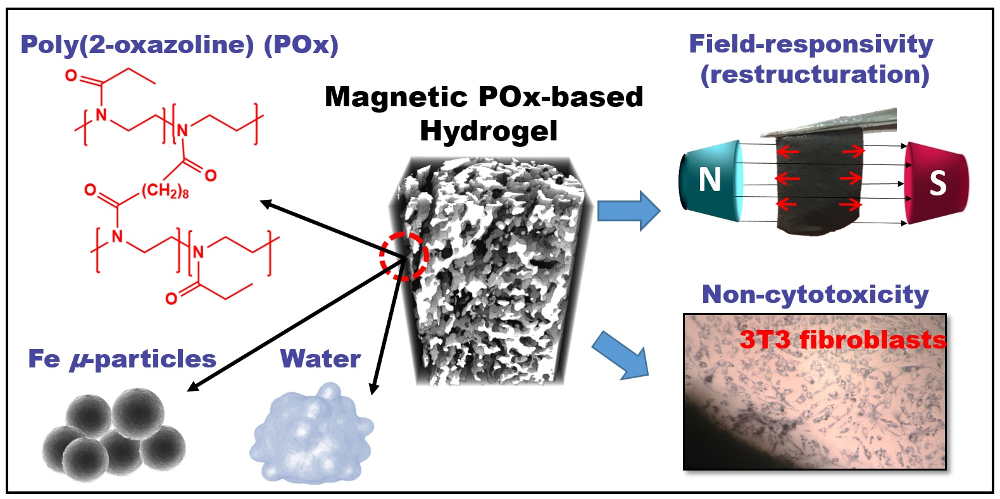 Poly(2-oxazoline) (POx)
O
N
N
O
O
(CH₂)₈
N
N
O
Magnetic POx-based
Hydrogel
Fe μ-particles
Water
Field-responsivity
(restructuration)
N
S
Non-cytotoxicity
3T3 fibroblasts